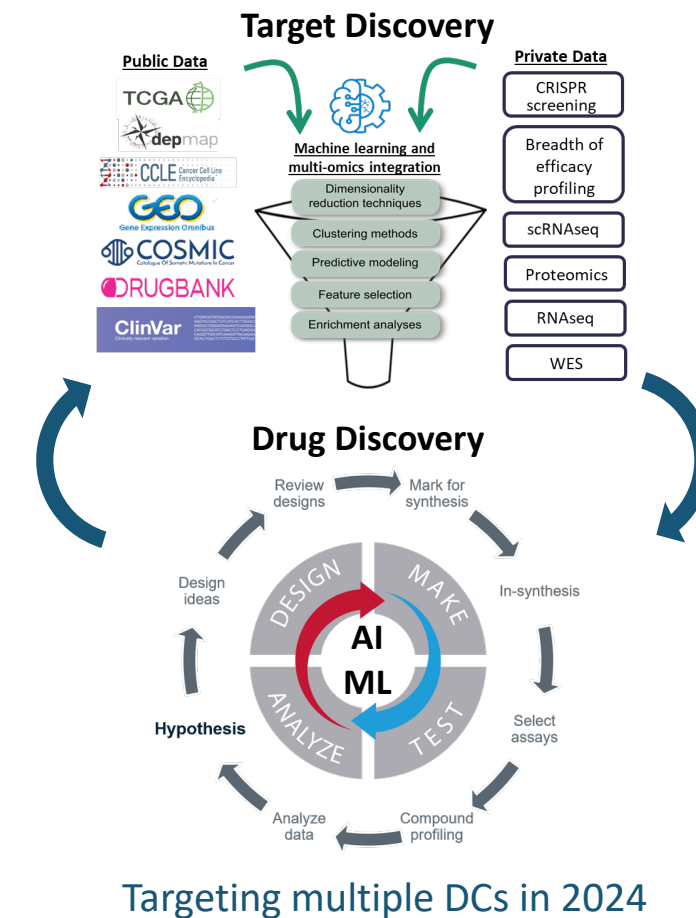 Target Discovery
Public Data
TCGA
depmap
CCLE Cancer Cell Line
Encyclopedia
GEO
Gene Expression Omnibus
COSMIC
Catalogue Of Somatic Mutations In Cancer
DRUGBANK
ClinVar
Clinically relevant variation
Machine learning and
multi-omics integration
Dimensionality
reduction techniques
Clustering methods
Predictive modeling
Feature selection
Enrichment analyses
Private Data
CRISPR
screening
Breadth of
efficacy
profiling
scRNAseq
Proteomics
RNAseq
WES
Drug Discovery
Review
designs
Mark for
synthesis
In-synthesis
Select
assays
Compound
profiling
Analyze
data
Hypothesis
Design
ideas
DESIGN
MAKE
TEST
ANALYZE
AI
ML
Targeting multiple DCs in 2024